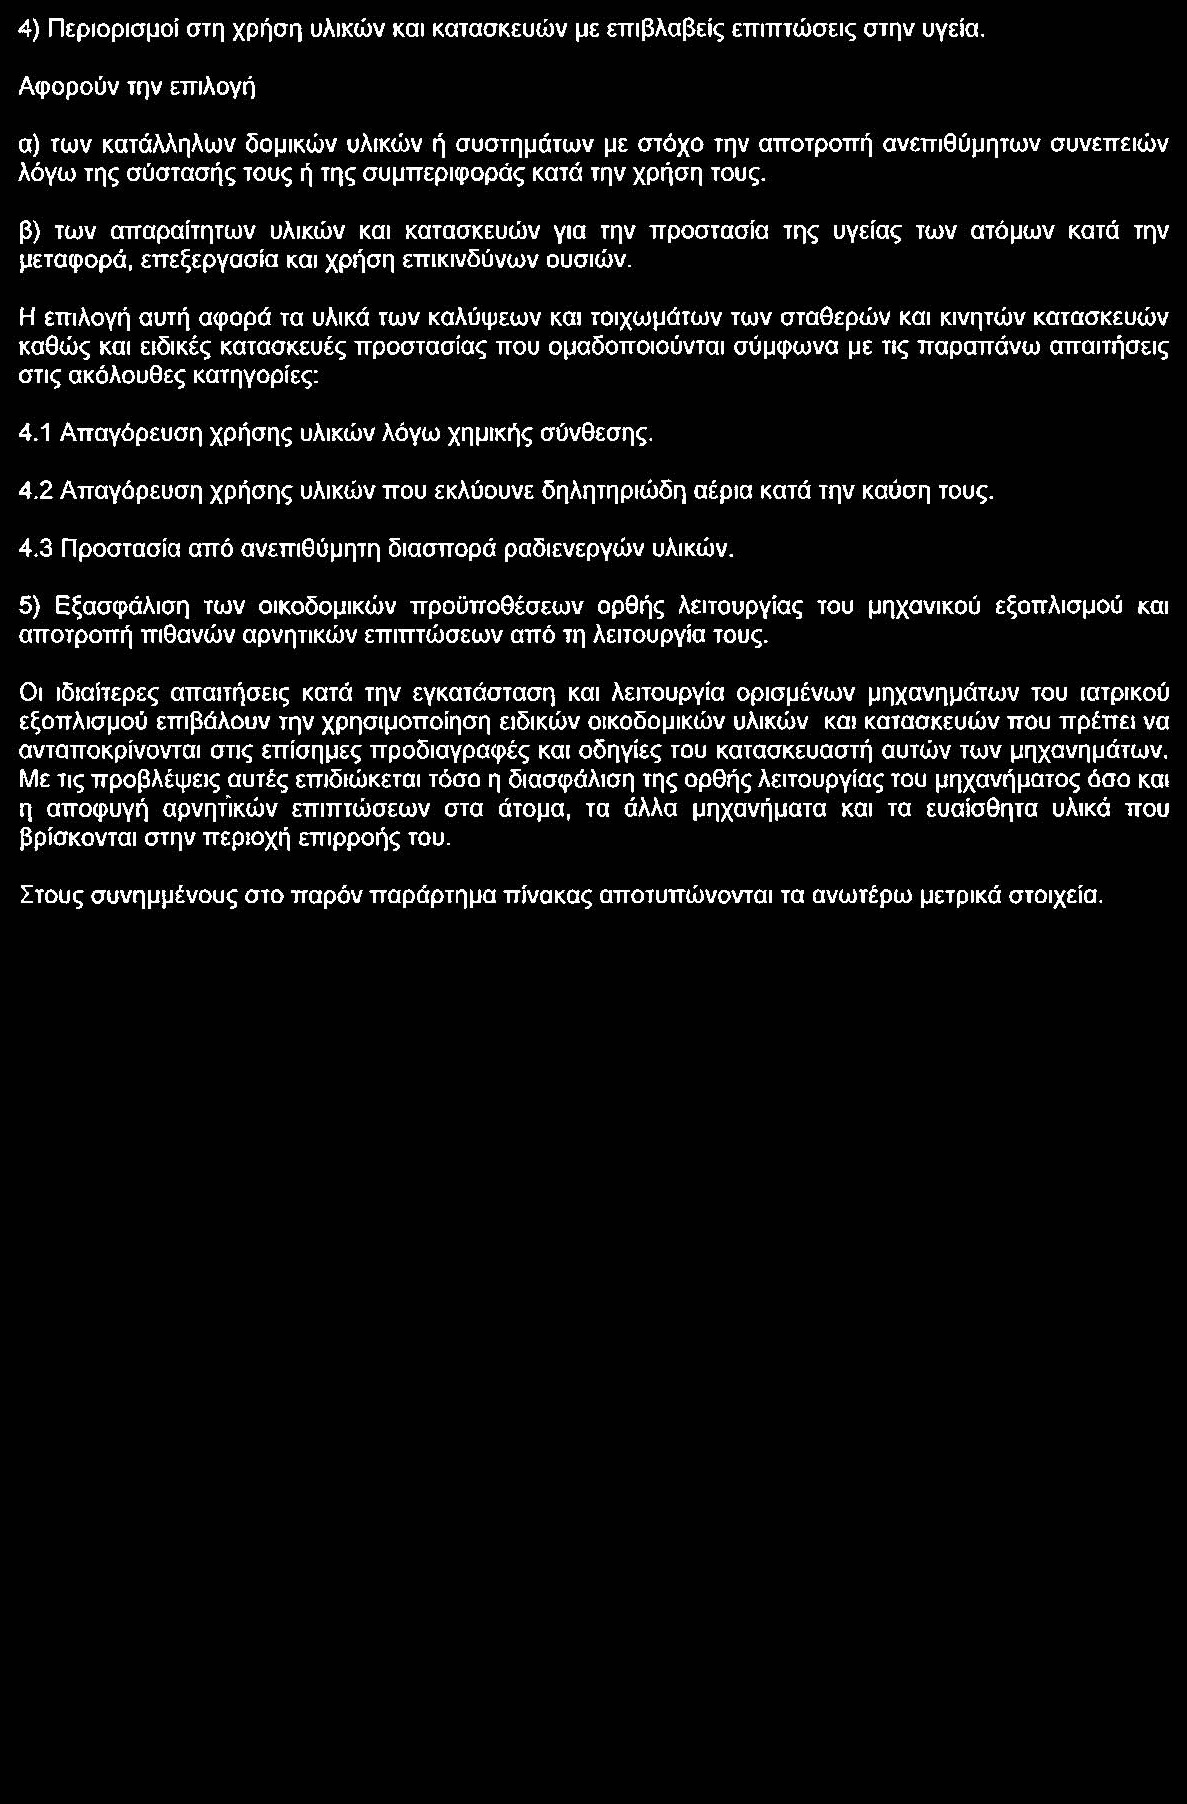 4) Περιορισμοί στη χρήση υλικών και κατασκευών με επιβλαβείς επιπτώσεις στην υγεία.
Αφορούν την επιλογή
α) των κατάλληλων δομικών υλικών ή συστημάτων με στόχο την αποτροπή ανεπιθύμητων συνεπειών
λόγω της σύστασής τους ή της συμπεριφοράς κατά την χρήση τους.
β) των απαραίτητων υλικών και κατασκευών για την προστασία της υγείας των ατόμων κατά την
μεταφορά, επεξεργασία και χρήση επικινδύνων ουσιών.
Η επιλογή αυτή αφορά τα υλικά των καλύψεων και τοιχωμάτων των σταθερών και κινητών κατασκευών
καθώς και ειδικές κατασκευές προστασίας που ομαδοποιούνται σύμφωνα με τις παραπάνω απαιτήσεις
στις ακόλουθες κατηγορίες:
4.1 Απαγόρευση χρήσης υλικών λόγω χημικής σύνθεσης.
4.2 Απαγόρευση χρήσης υλικών που εκλύουνε δηλητηριώδη αέρια κατά την καύση τους.
4.3 Προστασία από ανεπιθύμητη διασπορά ραδιενεργών υλικών.
5) Εξασφάλιση των οικοδομικών προϋποθέσεων ορθής λειτουργίας του μηχανικού εξοπλισμού και
αποτροπή πιθανών αρνητικών επιπτώσεων από τη λειτουργία τους.
Οι ιδιαίτερες απαιτήσεις κατά την εγκατάσταση και λειτουργία ορισμένων μηχανημάτων του ιατρικού
εξοπλισμού επιβάλουν την χρησιμοποίηση ειδικών οικοδομικών υλικών και κατασκευών που πρέπει να
ανταποκρίνονται στις επίσημες προδιαγραφές και οδηγίες του κατασκευαστή αυτών των μηχανημάτων.
Με τις προβλέψεις αυτές επιδιώκεται τόσο η διασφάλιση της ορθής λειτουργίας του μηχανήματος όσο και
η αποφυγή αρνητικών επιπτώσεων στα άτομα, τα άλλα μηχανήματα και τα ευαίσθητα υλικά που
βρίσκονται στην περιοχή επιρροής του.
Στους συνημμένους στο παρόν παράρτημα πίνακας αποτυπώνονται τα ανωτέρω μετρικά στοιχεία.